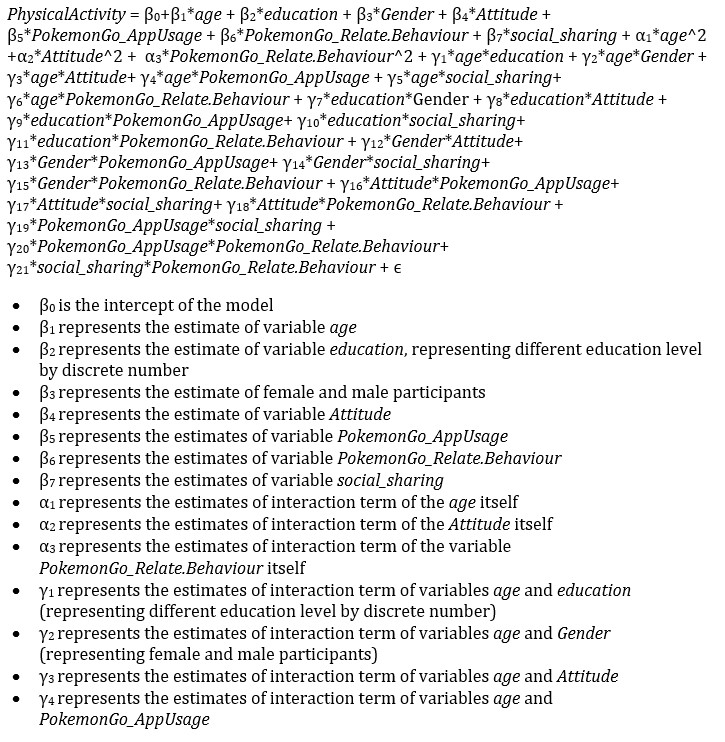 PhysicalActivity = β₀+β₁*age + β₂*education + β₃*Gender + β₄*Attitude +
β₅*PokemonGo_AppUsage + β₆*PokemonGo_Relate.Behaviour + β₇*social_sharing + α₁*age^2
+α₂*Attitude^2 + α₃*PokemonGo_Relate.Behaviour^2 + γ₁*age*education + γ₂*age*Gender +
γ₃*age*Attitude+ γ₄*age*PokemonGo_AppUsage + γ₅*age*social_sharing+
γ₆*age*PokemonGo_Relate.Behaviour + γ₇*education*Gender + γ₈*education*Attitude +
γ₉*education*PokemonGo_AppUsage+ γ₁₀*education*social_sharing+
γ₁₁*education*PokemonGo_Relate.Behaviour + γ₁₂*Gender*Attitude+
γ₁₃*Gender*PokemonGo_AppUsage+ γ₁₄*Gender*social_sharing+
γ₁₅*Gender*PokemonGo_Relate.Behaviour + γ₁₆*Attitude*PokemonGo_AppUsage+
γ₁₇*Attitude*social_sharing+ γ₁₈*Attitude*PokemonGo_Relate.Behaviour +
γ₁₉*PokemonGo_AppUsage*social_sharing +
γ₂₀*PokemonGo_AppUsage*PokemonGo_Relate.Behaviour+
γ₂₁*social_sharing*PokemonGo_Relate.Behaviour + ϵ
• β₀ is the intercept of the model
• β₁ represents the estimate of variable age
• β₂ represents the estimate of variable education, representing different education level
by discrete number
• β₃ represents the estimate of female and male participants
• β₄ represents the estimate of variable Attitude
• β₅ represents the estimates of variable PokemonGo_AppUsage
• β₆ represents the estimates of variable PokemonGo_Relate.Behaviour
• β₇ represents the estimates of variable social_sharing
• α₁ represents the estimates of interaction term of the age itself
• α₂ represents the estimates of interaction term of the Attitude itself
• α₃ represents the estimates of interaction term of the variable
PokemonGo_Relate.Behaviour itself
• γ₁ represents the estimates of interaction term of variables age and education
(representing different education level by discrete number)
• γ₂ represents the estimates of interaction term of variables age and Gender
(representing female and male participants)
• γ₃ represents the estimates of interaction term of variables age and Attitude
• γ₄ represents the estimates of interaction term of variables age and
PokemonGo_AppUsage